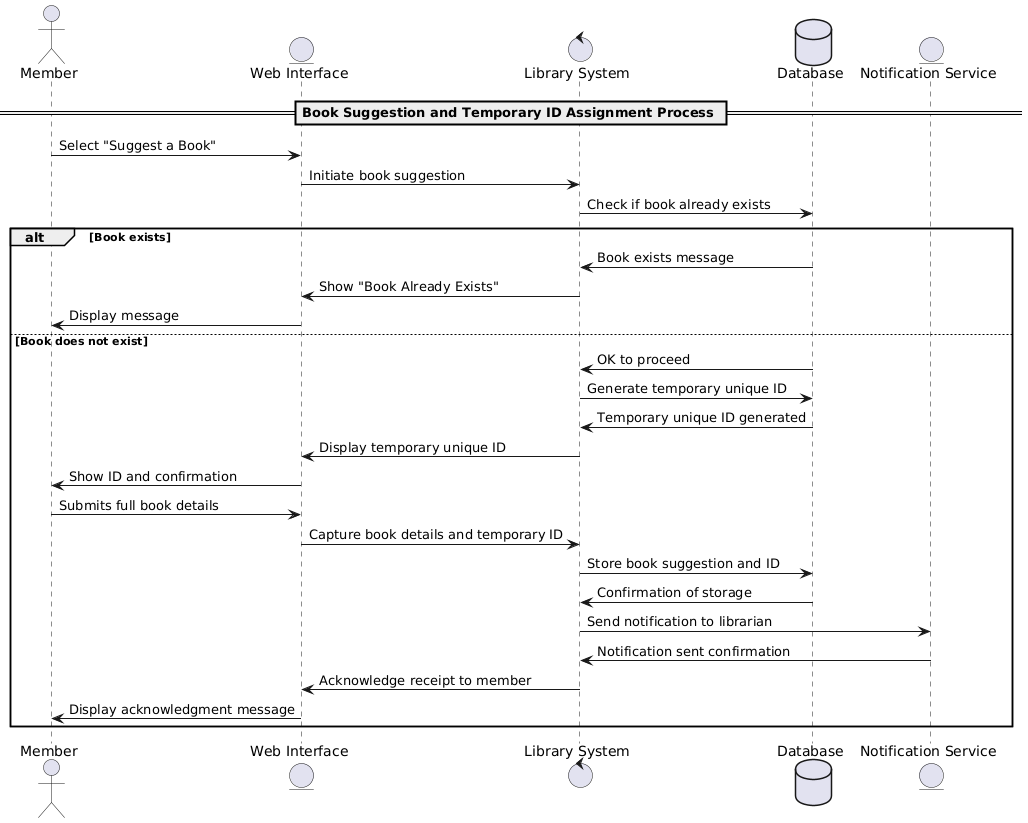 Member
Web Interface
Library System
Database
Notification Service
Book Suggestion and Temporary ID Assignment Process
Select "Suggest a Book"
Initiate book suggestion
Check if book already exists
alt
[Book exists]
Book exists message
Show "Book Already Exists"
Display message
[Book does not exist]
OK to proceed
Generate temporary unique ID
Temporary unique ID generated
Display temporary unique ID
Show ID and confirmation
Submits full book details
Capture book details and temporary ID
Store book suggestion and ID
Confirmation of storage
Send notification to librarian
Notification sent confirmation
Acknowledge receipt to member
Display acknowledgment message
Member
Web Interface
Library System
Database
Notification Service